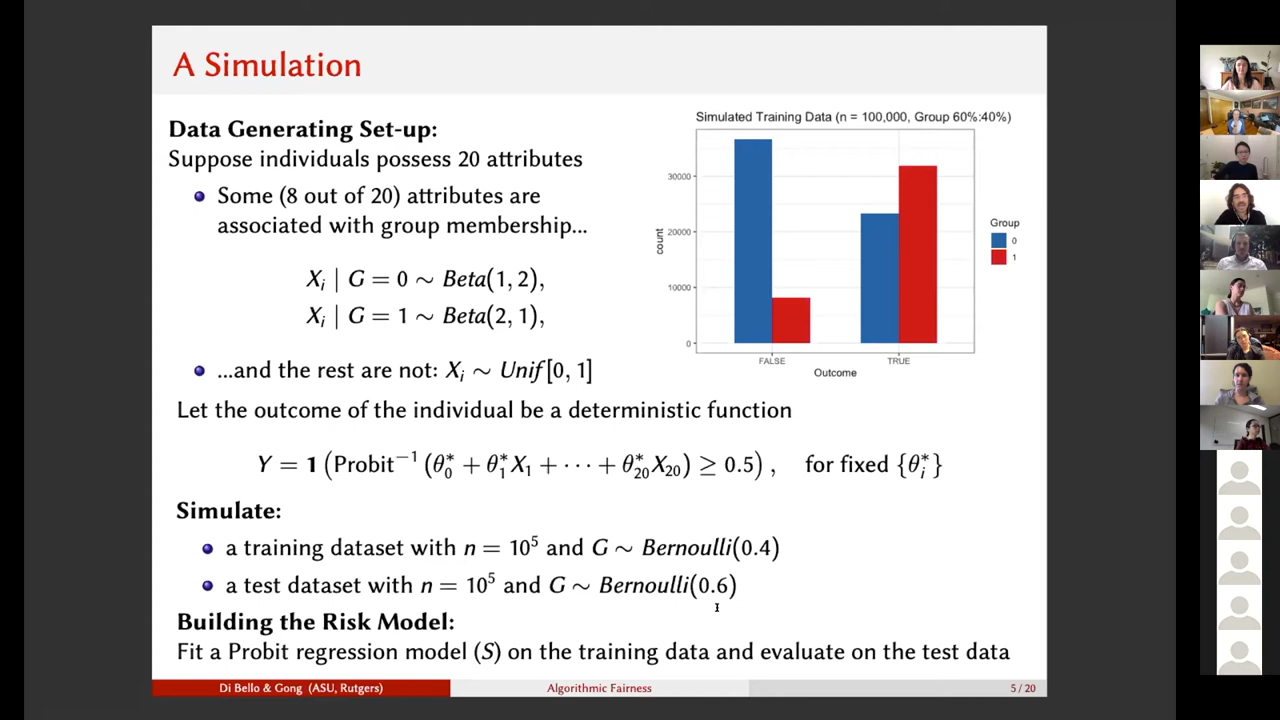 A Simulation
Data Generating Set-up:
Suppose individuals possess 20 attributes
Some (8 out of 20) attributes are
associated with group membership...
X_i | G = 0 ∼ Beta(1, 2),
X_i | G = 1 ∼ Beta(2, 1),
...and the rest are not: X_i ∼ Unif[0, 1]
Simulated Training Data (n = 100,000, Group 60%:40%)
count
30000
20000
10000
0
FALSE TRUE
Outcome
Group
0
1
Let the outcome of the individual be a deterministic function
Y = 1 (Probit⁻¹ (θ₀* + θ₁*X₁ + ··· + θ₂₀*X₂₀) ≥ 0.5) , for fixed {θ_i*}
Simulate:
a training dataset with n = 10⁵ and G ∼ Bernoulli(0.4)
a test dataset with n = 10⁵ and G ∼ Bernoulli(0.6)
Building the Risk Model:
Fit a Probit regression model (S) on the training data and evaluate on the test data
Di Bello & Gong (ASU, Rutgers) Algorithmic Fairness 5 / 20